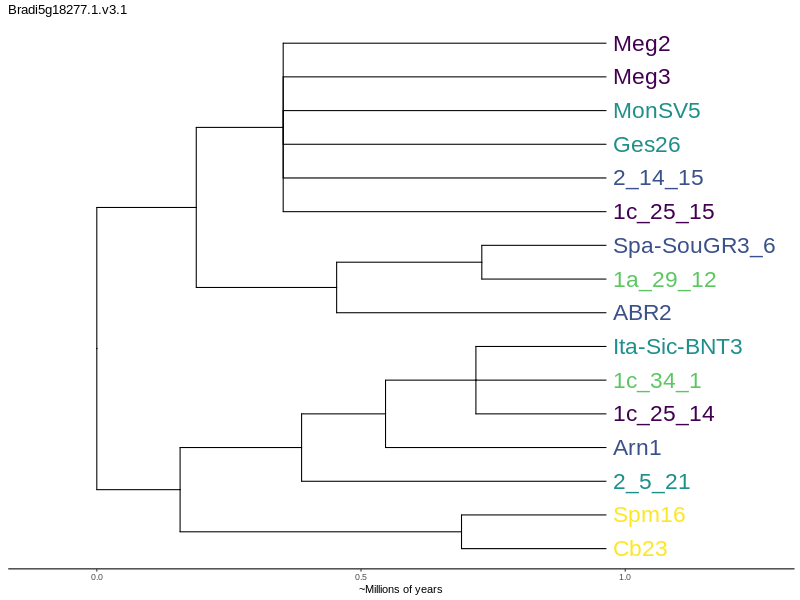 Bradi5g18277.1.v3.1
Meg2
Meg3
MonSV5
Ges26
2_14_15
1c_25_15
Spa-SouGR3_6
1a_29_12
ABR2
Ita-Sic-BNT3
1c_34_1
1c_25_14
Arn1
2_5_21
Spm16
Cb23
0.0 0.5 1.0
~Millions of years